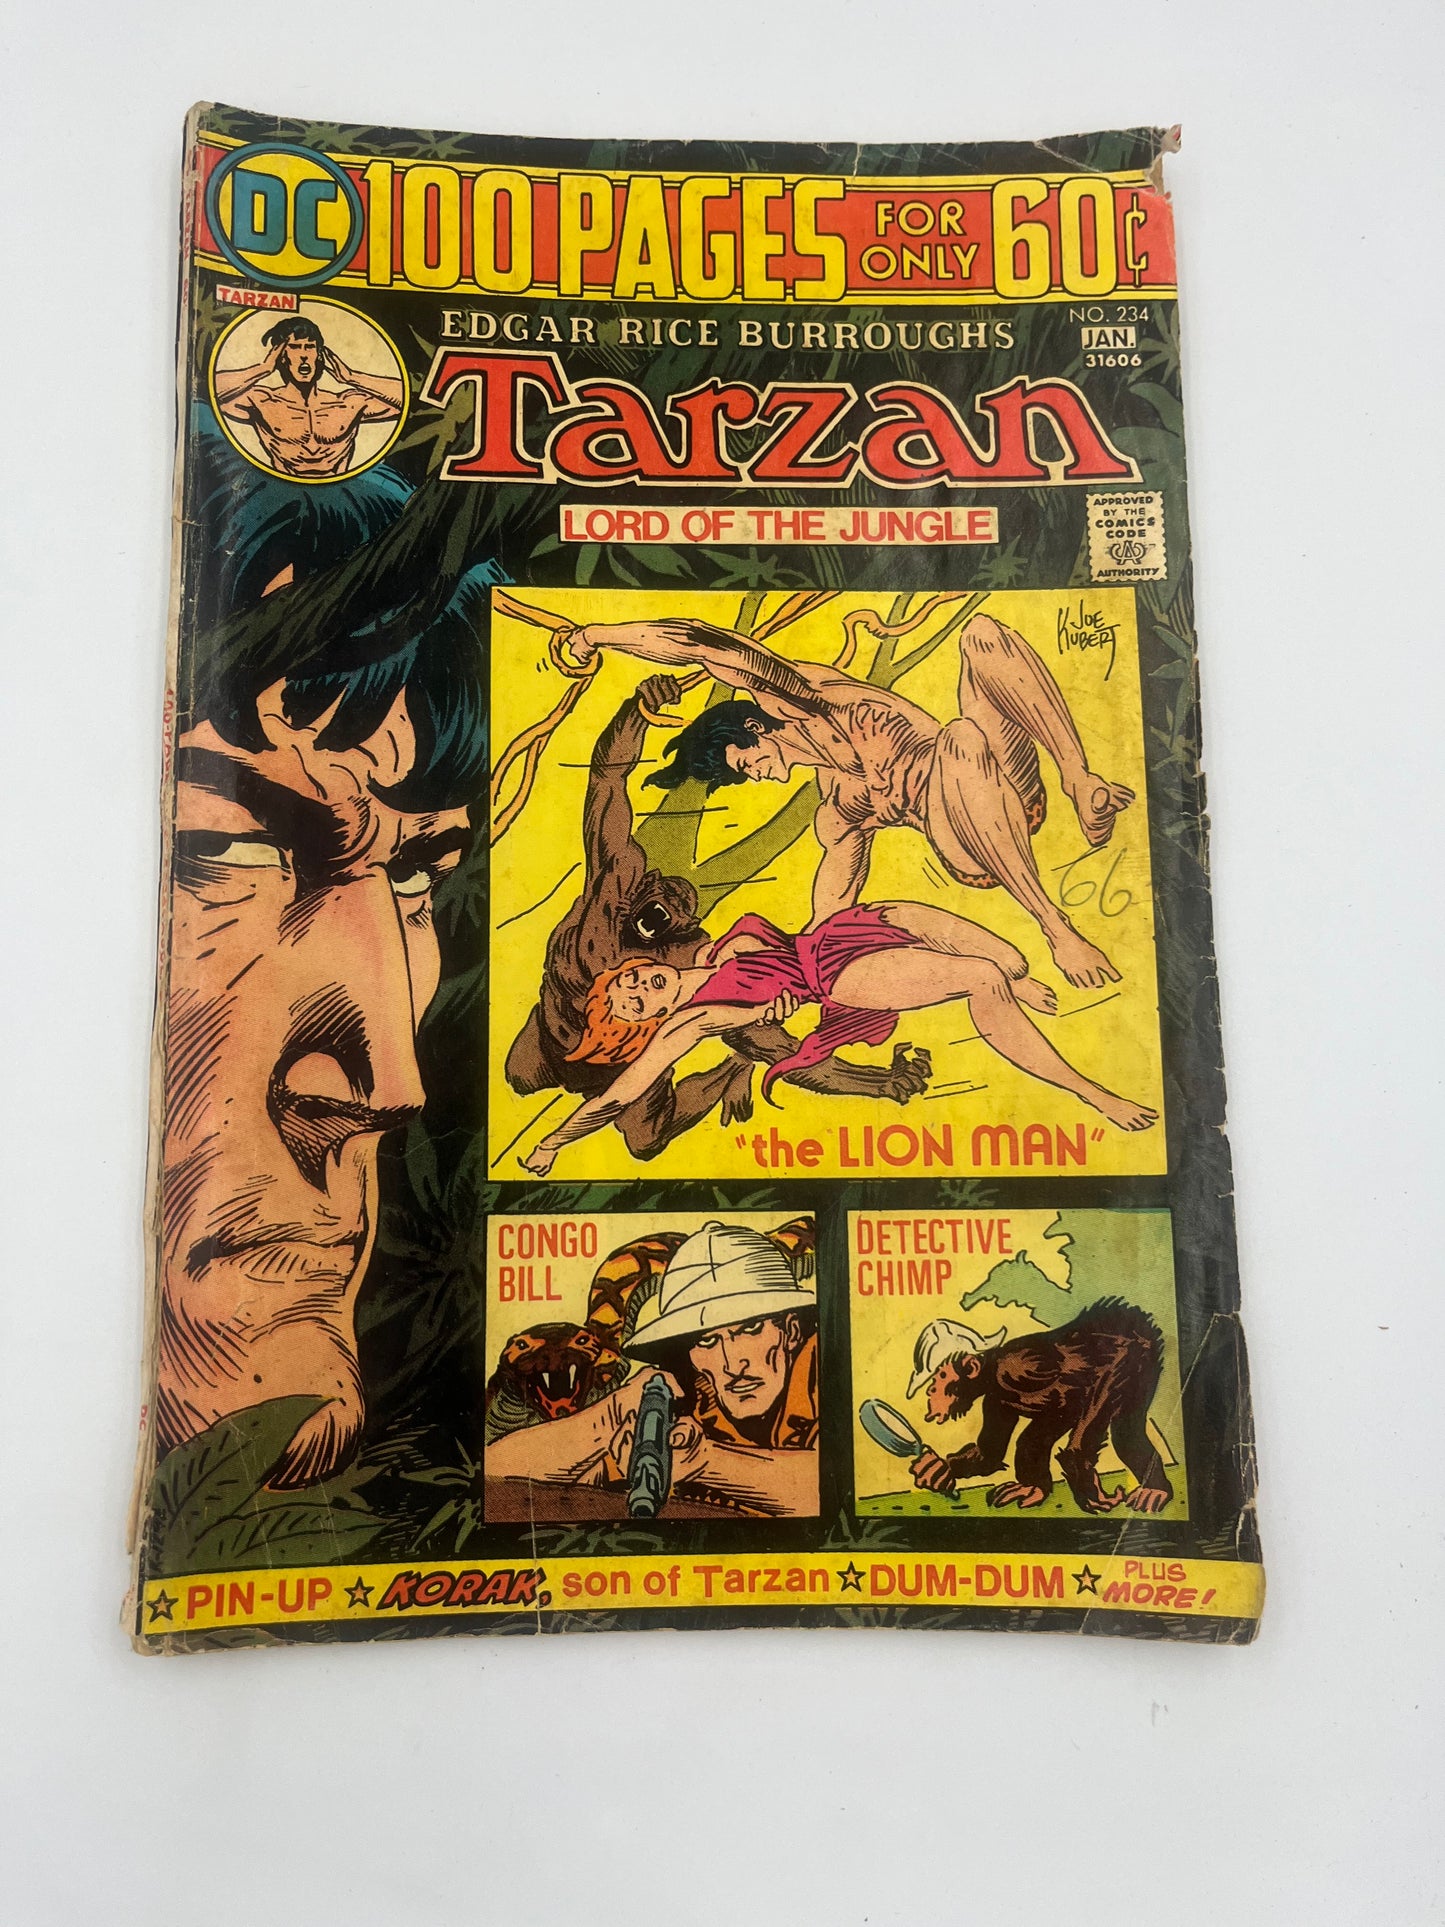 DC 100 PAGES FOR ONLY 60¢
TARZAN
EDGAR RICE BURROUGHS
Tarzan
LORD OF THE JUNGLE
NO. 234
JAN.
31606
APPROVED
BY THE
COMICS
CODE
CA
AUTHORITY
JOE
KUBERT
66
"the LION MAN"
CONGO
BILL
DETECTIVE
CHIMP
PIN-UP KORAK, son of Tarzan DUM-DUM PLUS
MORE!